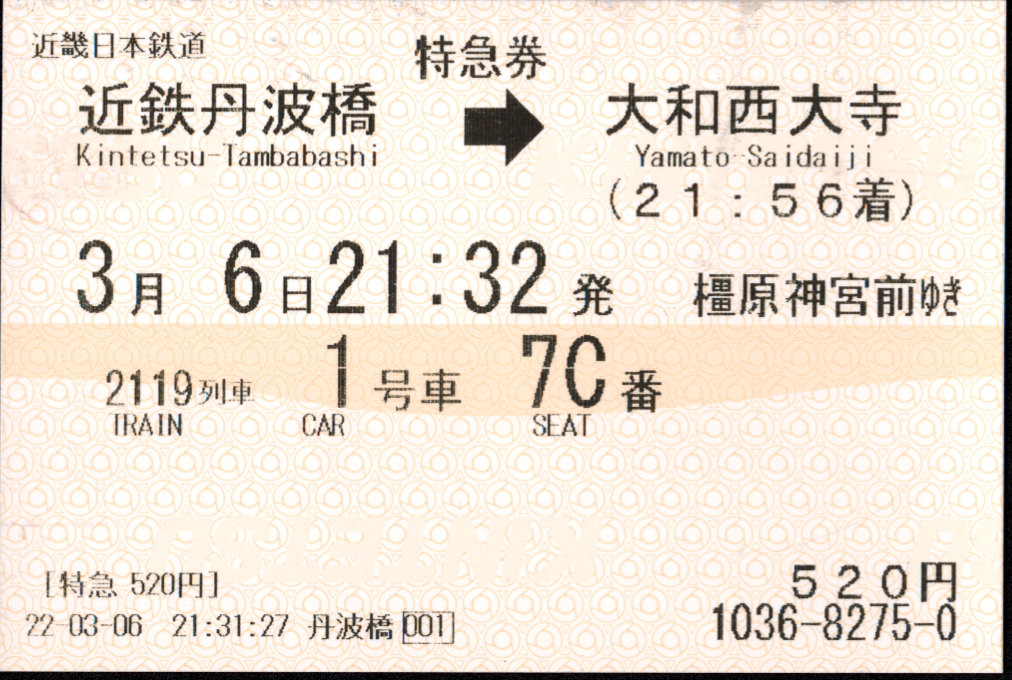 近畿日本鉄道 特急券
近鉄丹波橋 ➡ 大和西大寺
Kintetsu-Tambabashi Yamato-Saidaiji
(21:56着)
3月 6日 21:32発 橿原神宮前ゆき
2119列車 1号車 7C番
TRAIN CAR SEAT
[特急 520円]
520円
22-03-06 21:31:27 丹波橋 001
1036-8275-0